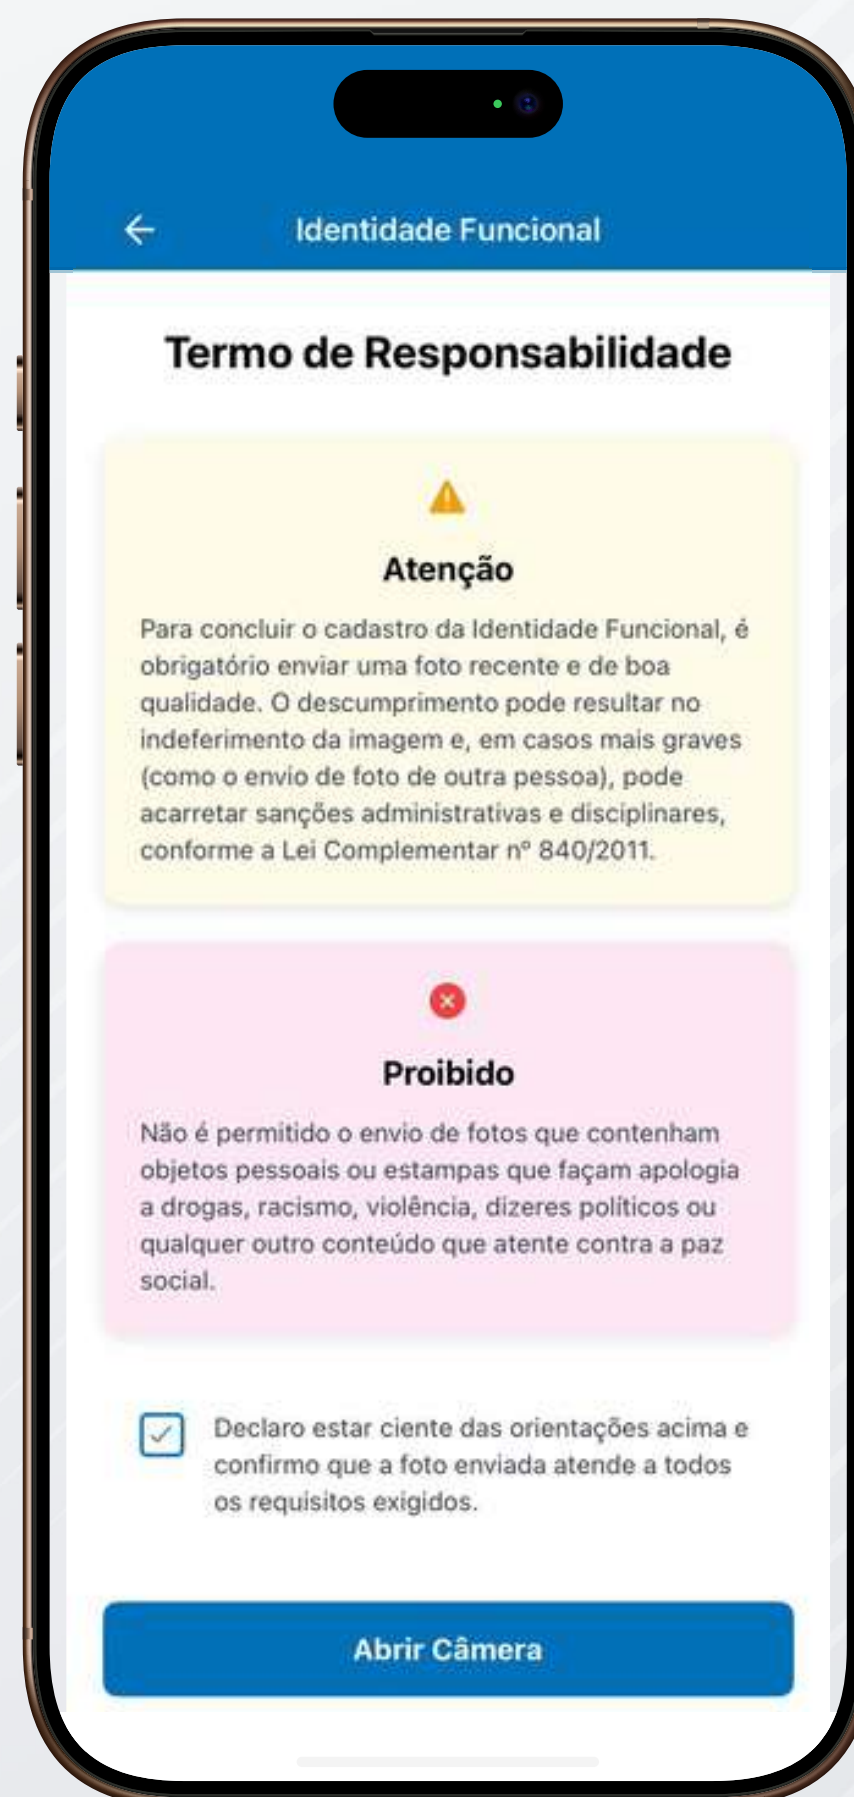 Identidade Funcional
Termo de Responsabilidade
Atenção
Para concluir o cadastro da Identidade Funcional, é
obrigatório enviar uma foto recente e de boa
qualidade. O descumprimento pode resultar no
indeferimento da imagem e, em casos mais graves
(como o envio de foto de outra pessoa), pode
acarretar sanções administrativas e disciplinares,
conforme a Lei Complementar nº 840/2011.
Proibido
Não é permitido o envio de fotos que contenham
objetos pessoais ou estampas que façam apologia
a drogas, racismo, violência, dizeres políticos ou
qualquer outro conteúdo que atente contra a paz
social.
Declaro estar ciente das orientações acima e
confirmo que a foto enviada atende a todos
os requisitos exigidos.
Abrir Câmera